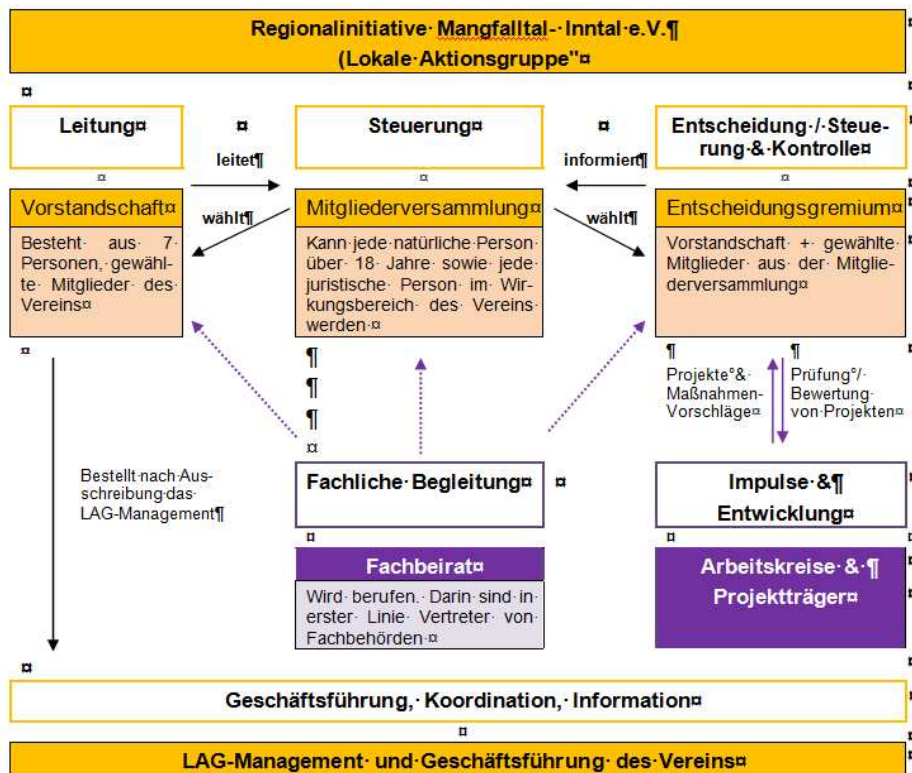 Regionalinitiative Mangfalltal- Inntal e.V.¶
(Lokale Aktionsgruppe"¤
Leitung¤
Steuerung¤
Entscheidung / Steue-
rung & Kontrolle¤
leitet¶
informiert¶
Vorstandschaft¤
wählt¶
Mitgliederversammlung¤
wählt¶
Entscheidungsgremium¤
Besteht aus 7
Personen, gewähl-
te Mitglieder des
Vereins¤
Kann jede natürliche Person
über 18 Jahre sowie jede
juristische Person im Wir-
kungsbereich des Vereins
werden ¤
Vorstandschaft + gewählte
Mitglieder aus der Mitglie-
derversammlung¤
Projekte°&
Maßnahmen-
Vorschläge¤
Prüfung°/
Bewertung
von Projekten¤
Bestellt nach Aus-
schreibung das
LAG-Management¶
Fachliche Begleitung¤
Impulse &¶
Entwicklung¤
Fachbeirat¤
Wird berufen. Darin sind in
erster Linie Vertreter von
Fachbehörden ¤
Arbeitskreise & ¶
Projektträger¤
Geschäftsführung, Koordination, Information¤
LAG-Management und Geschäftsführung des Vereins¤